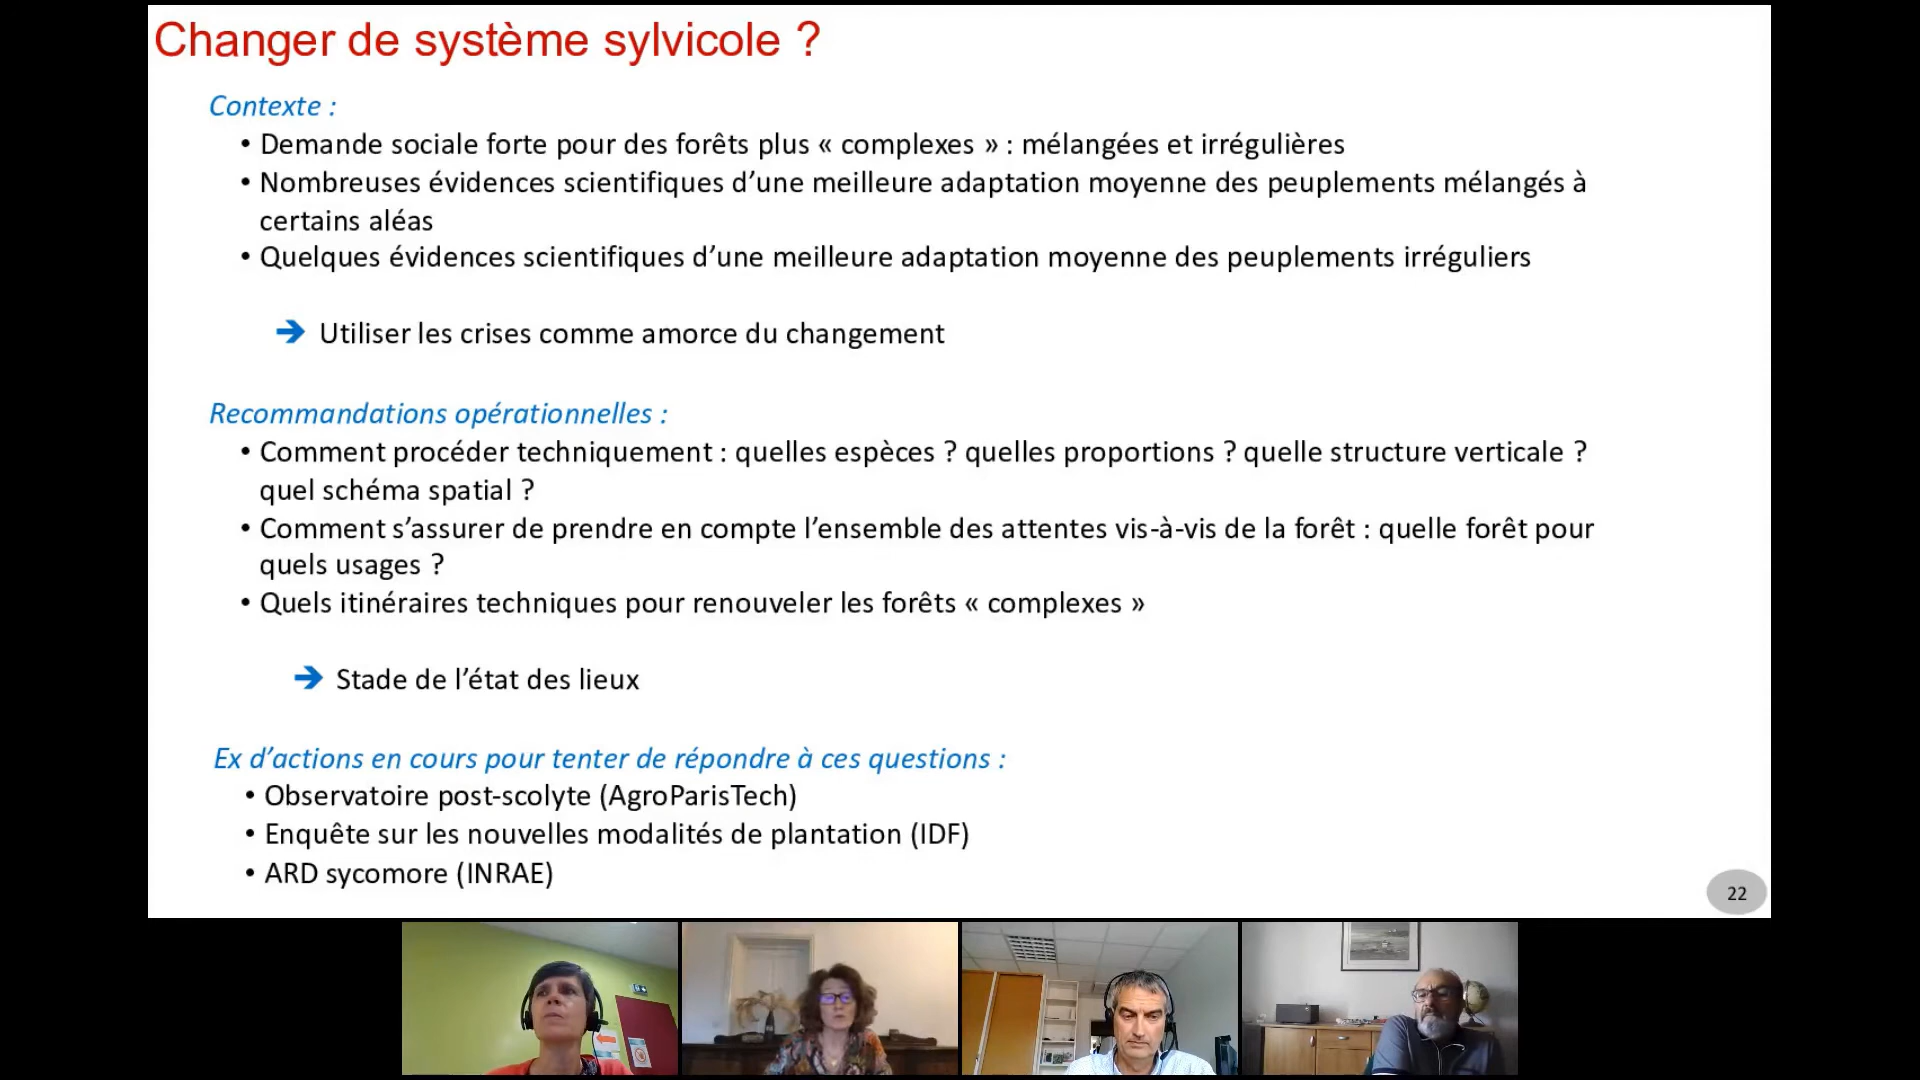 Changer de système sylvicole ?
Contexte :
• Demande sociale forte pour des forêts plus « complexes » : mélangées et irrégulières
• Nombreuses évidences scientifiques d’une meilleure adaptation moyenne des peuplements mélangés à
certains aléas
• Quelques évidences scientifiques d’une meilleure adaptation moyenne des peuplements irréguliers
➔ Utiliser les crises comme amorce du changement
Recommandations opérationnelles :
• Comment procéder techniquement : quelles espèces ? quelles proportions ? quelle structure verticale ?
quel schéma spatial ?
• Comment s’assurer de prendre en compte l’ensemble des attentes vis-à-vis de la forêt : quelle forêt pour
quels usages ?
• Quels itinéraires techniques pour renouveler les forêts « complexes »
➔ Stade de l’état des lieux
Ex d’actions en cours pour tenter de répondre à ces questions :
• Observatoire post-scolyte (AgroParisTech)
• Enquête sur les nouvelles modalités de plantation (IDF)
• ARD sycomore (INRAE)
22